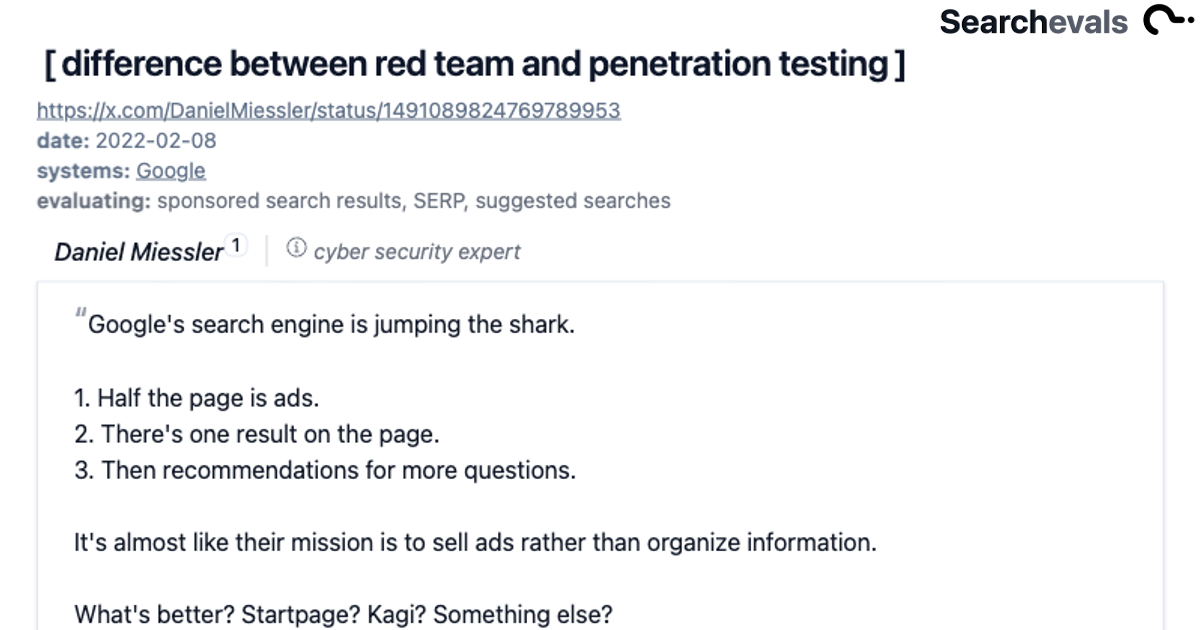 Searchevals
[ difference between red team and penetration testing ]
https://x.com/DanielMiessler/status/1491089824769789953
date: 2022-02-08
systems: Google
evaluating: sponsored search results, SERP, suggested searches
Daniel Miessler 1 cyber security expert
"Google's search engine is jumping the shark.
1. Half the page is ads.
2. There's one result on the page.
3. Then recommendations for more questions.
It's almost like their mission is to sell ads rather than organize information.
What's better? Startpage? Kagi? Something else?